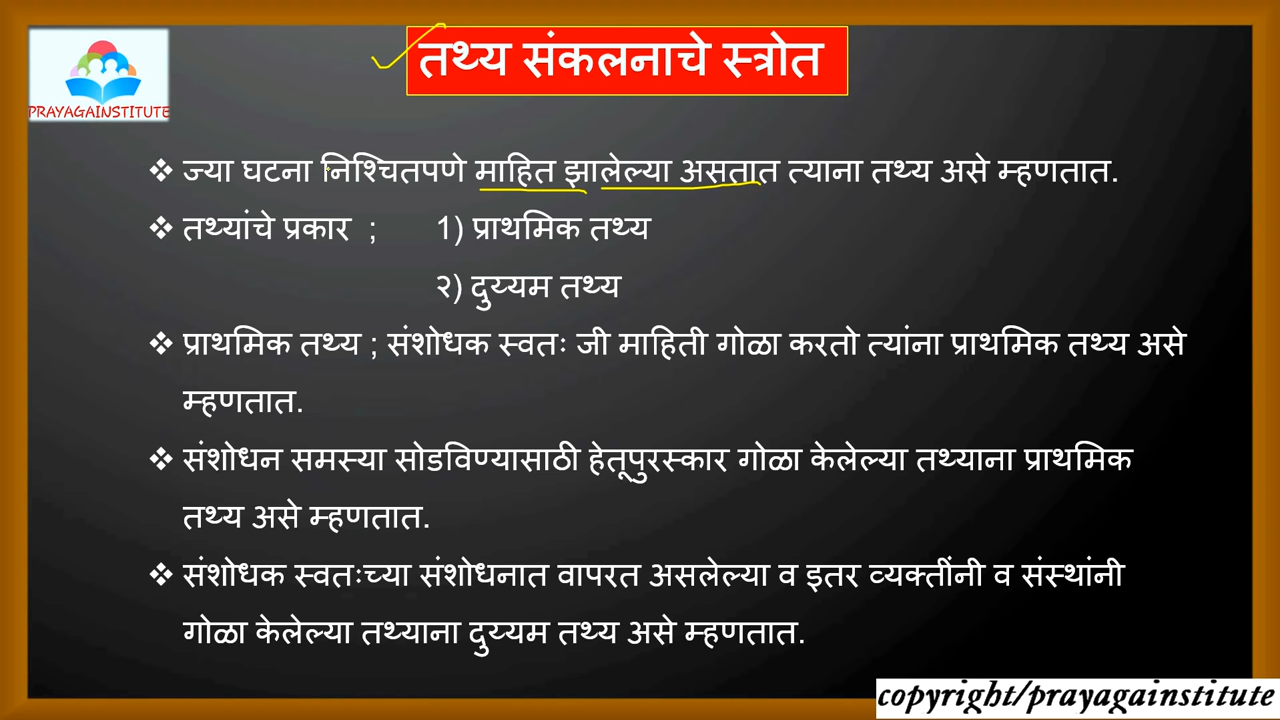 तथ्य संकलनाचे स्त्रोत
PRAYAGAINSTITUTE
❖ ज्या घटना निश्चितपणे माहित झालेल्या असतात त्याना तथ्य असे म्हणतात.
❖ तथ्यांचे प्रकार ; 1) प्राथमिक तथ्य
२) दुय्यम तथ्य
❖ प्राथमिक तथ्य ; संशोधक स्वतः जी माहिती गोळा करतो त्यांना प्राथमिक तथ्य असे
म्हणतात.
❖ संशोधन समस्या सोडविण्यासाठी हेतूपुरस्कार गोळा केलेल्या तथ्याना प्राथमिक
तथ्य असे म्हणतात.
❖ संशोधक स्वतःच्या संशोधनात वापरत असलेल्या व इतर व्यक्तींनी व संस्थांनी
गोळा केलेल्या तथ्याना दुय्यम तथ्य असे म्हणतात.
copyright/prayagainstitute